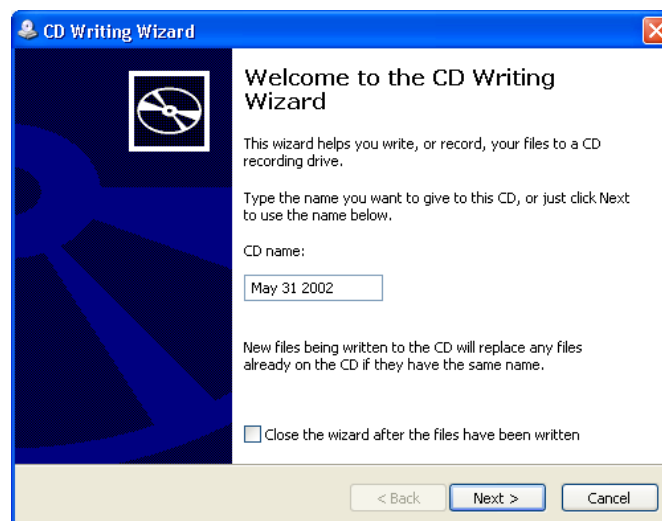 CD Writing Wizard
Welcome to the CD Writing
Wizard
This wizard helps you write, or record, your files to a CD
recording drive.
Type the name you want to give to this CD, or just click Next
to use the name below.
CD name:
May 31 2002
New files being written to the CD will replace any files
already on the CD if they have the same name.
Close the wizard after the files have been written
< Back Next > Cancel